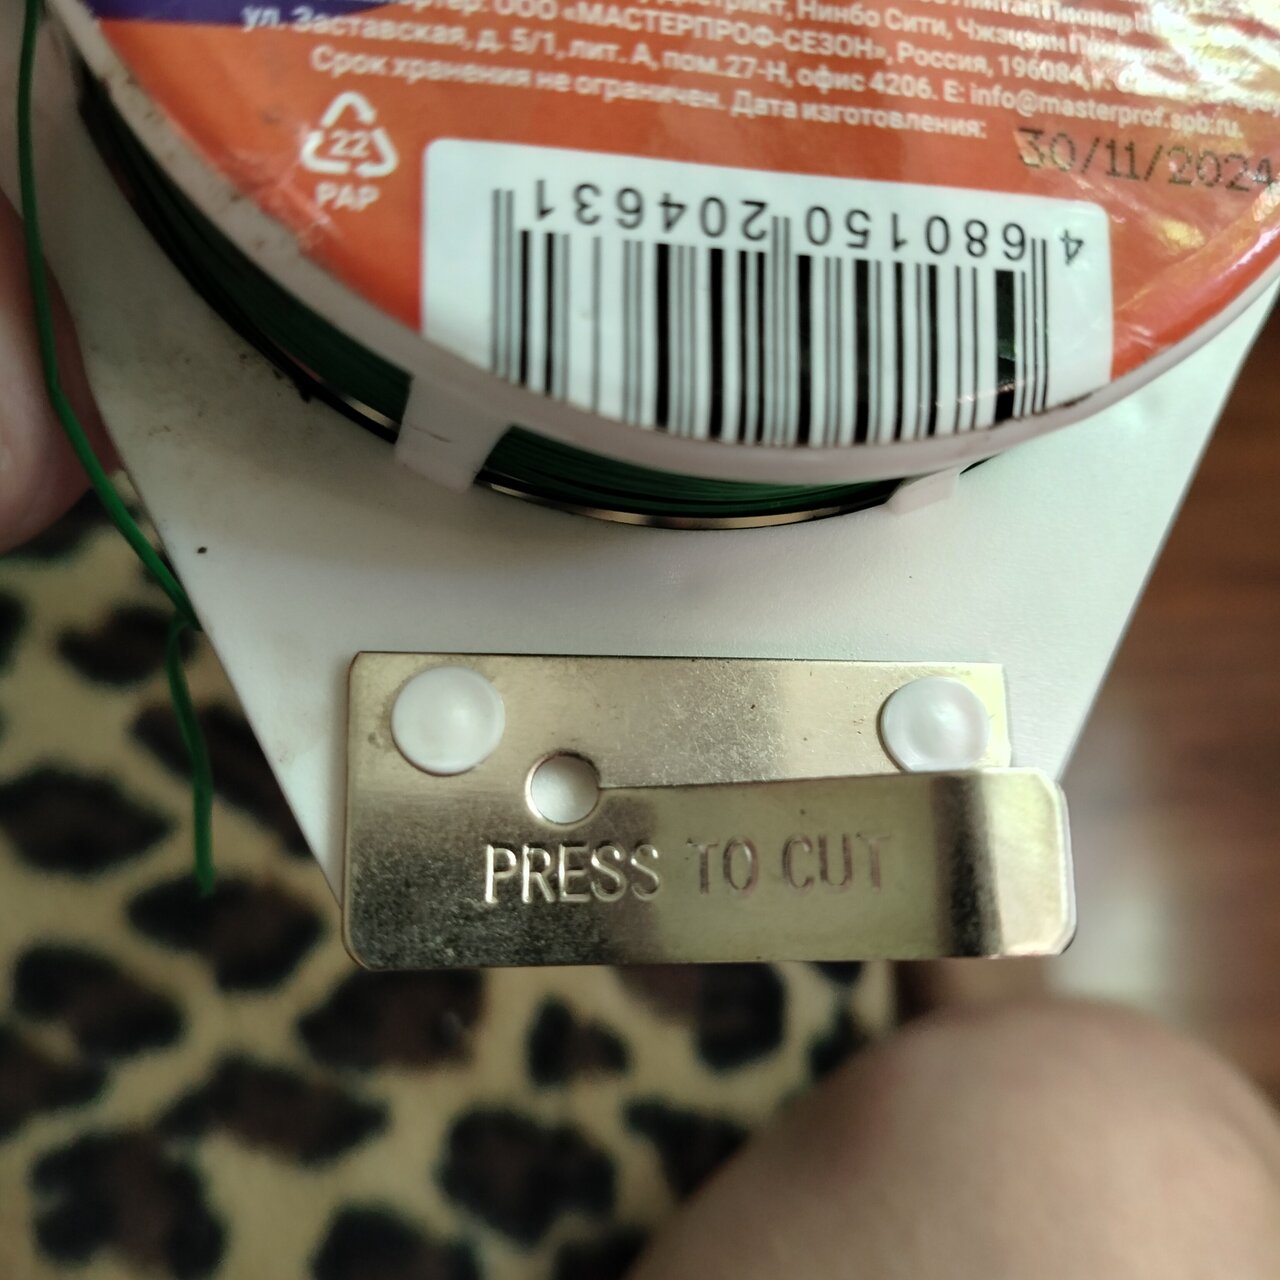 ООО «МАСТЕРПРОФ-СЕЗОН», Россия, 196084,
ул. Заставская, д. 5/1, лит. А, пом.27-Н, офис 4206. E: info@masterprof.spb.ru.
Срок хранения не ограничен. Дата изготовления:
30/11/2024
22
PAP
4 680150 204631
PRESS TO CUT